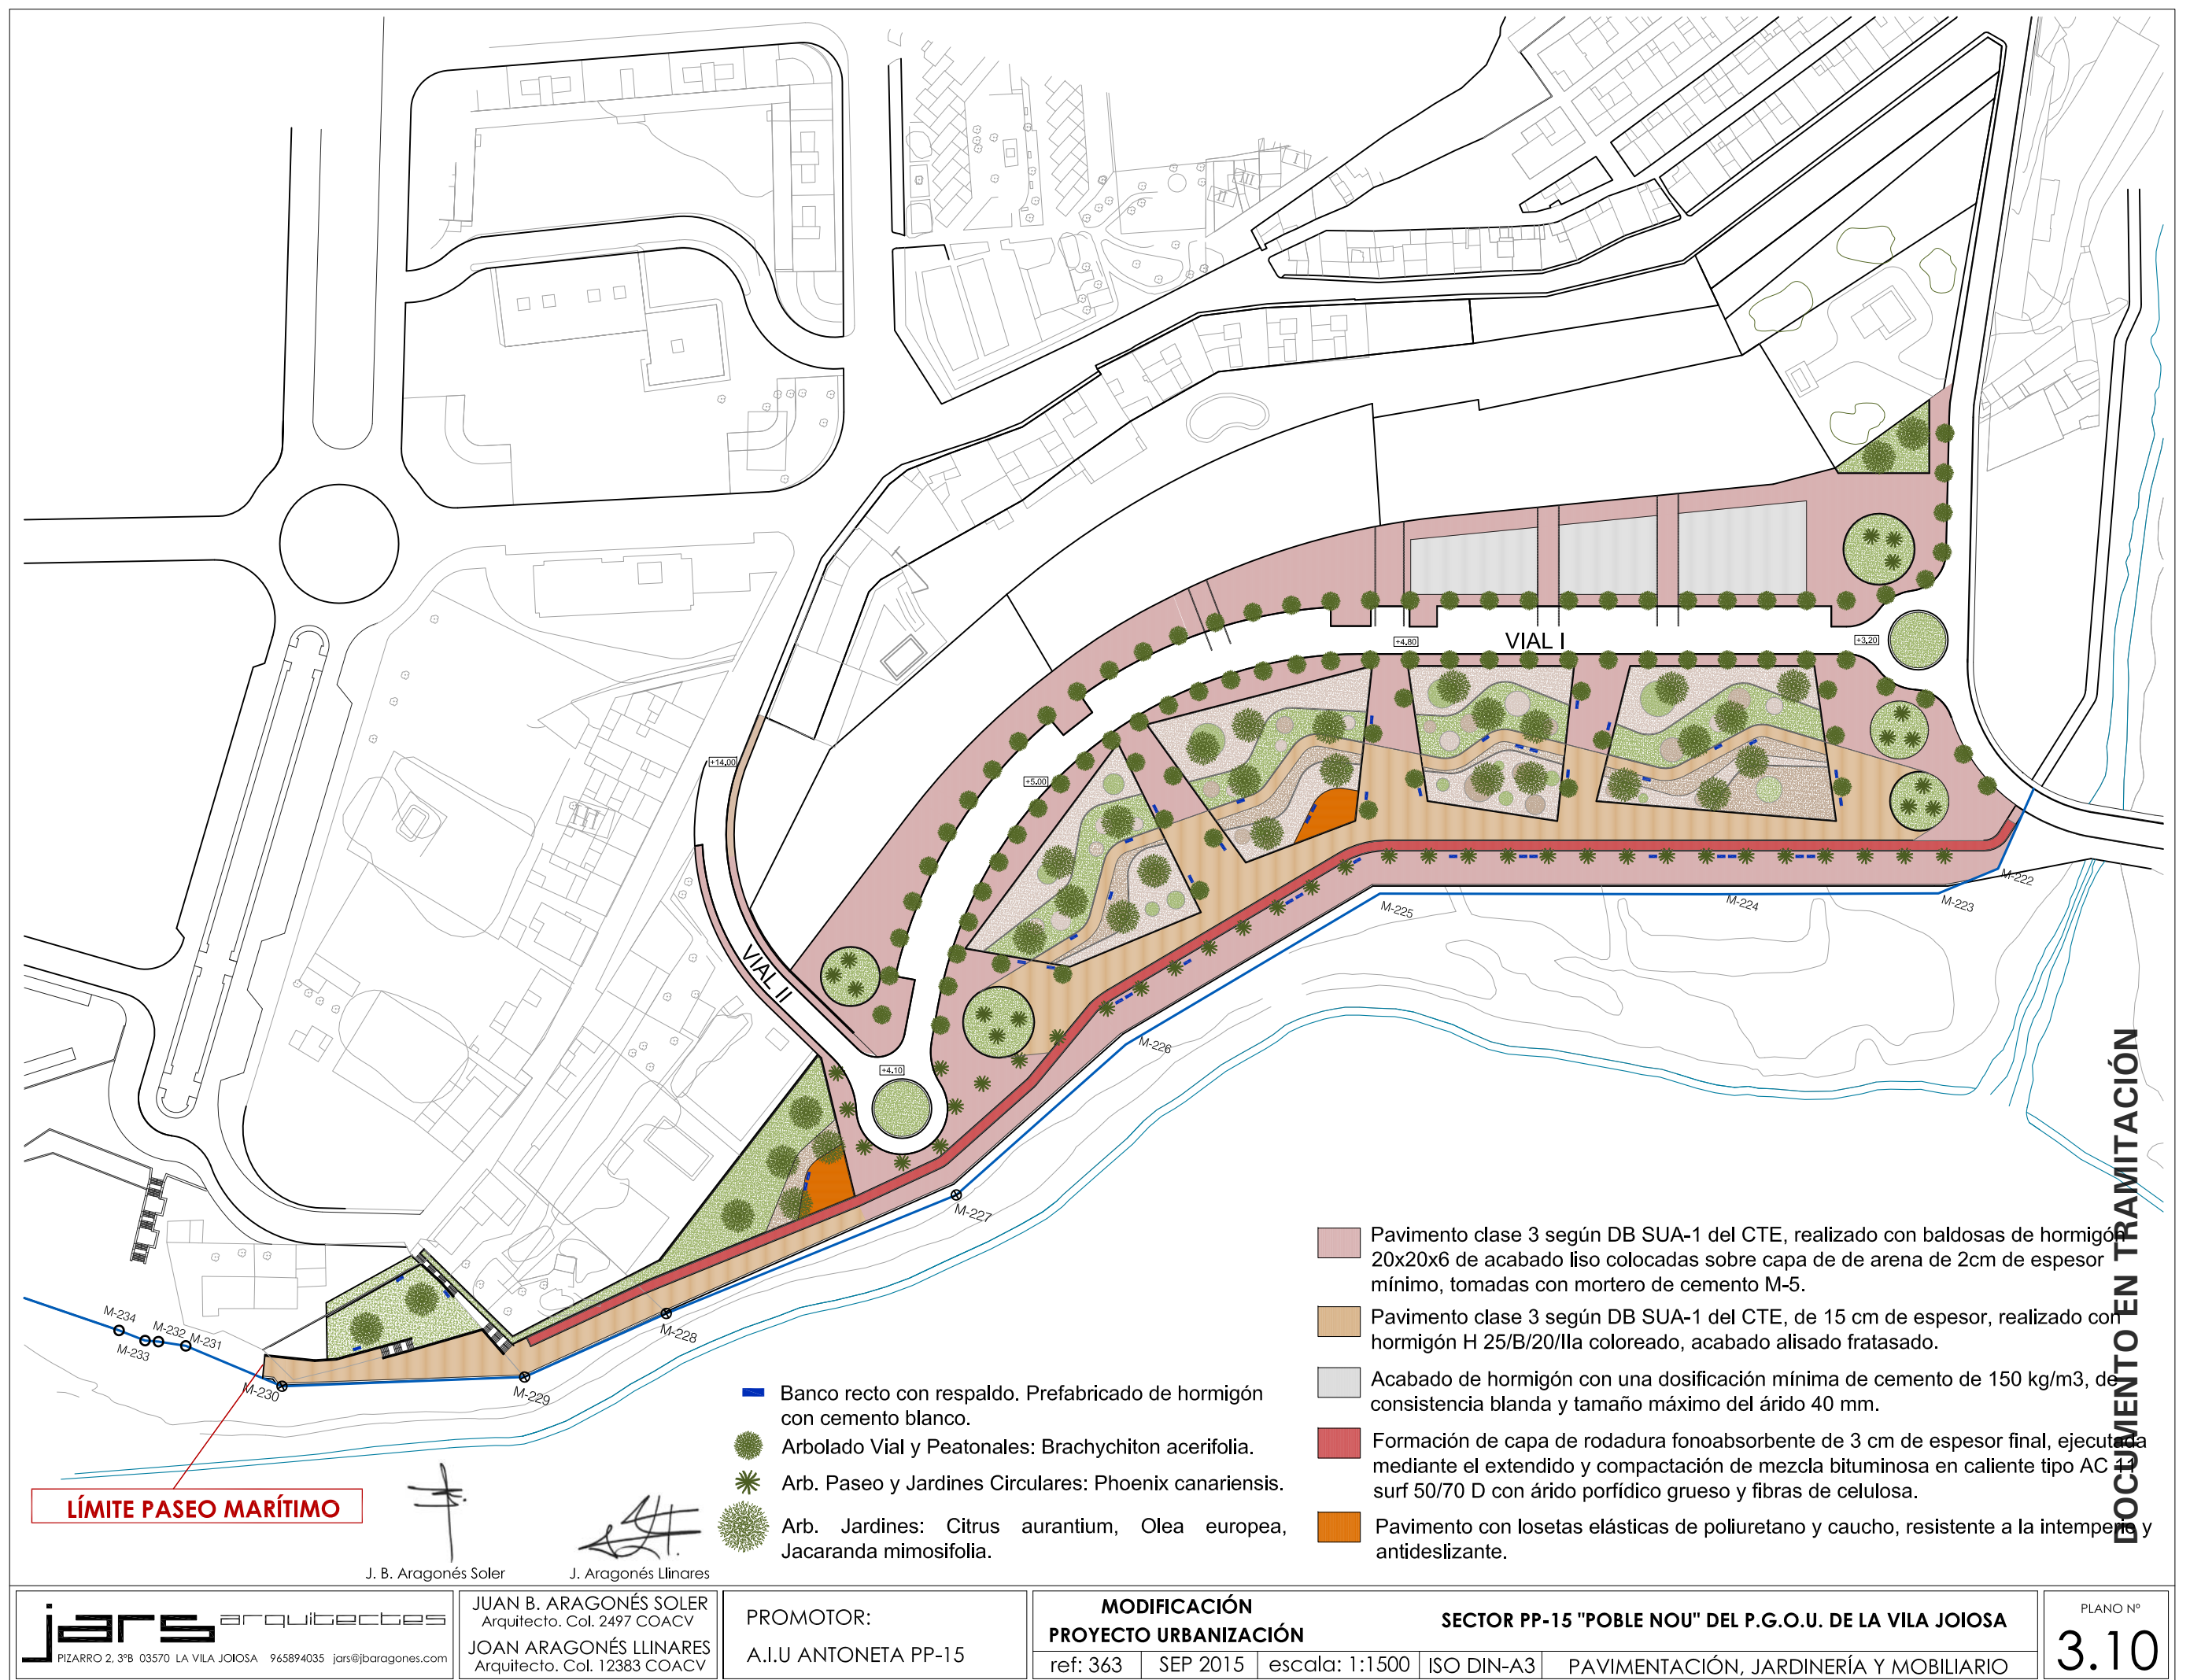 VIAL I
VIAL II
+14.00
+5.00
+4.80
+3.20
+4.10
I
II
III
III
M-222
M-223
M-224
M-225
M-226
M-227
M-228
M-229
M-230
M-231
M-232
M-233
M-234
LÍMITE PASEO MARÍTIMO
Banco recto con respaldo. Prefabricado de hormigón
con cemento blanco.
Arbolado Vial y Peatonales: Brachychiton acerifolia.
Arb. Paseo y Jardines Circulares: Phoenix canariensis.
Arb. Jardines: Citrus aurantium, Olea europea,
Jacaranda mimosifolia.
Pavimento clase 3 según DB SUA-1 del CTE, realizado con baldosas de hormigón
20x20x6 de acabado liso colocadas sobre capa de de arena de 2cm de espesor
mínimo, tomadas con mortero de cemento M-5.
Pavimento clase 3 según DB SUA-1 del CTE, de 15 cm de espesor, realizado con
hormigón H 25/B/20/IIa coloreado, acabado alisado fratasado.
Acabado de hormigón con una dosificación mínima de cemento de 150 kg/m3, de
consistencia blanda y tamaño máximo del árido 40 mm.
Formación de capa de rodadura fonoabsorbente de 3 cm de espesor final, ejecutada
mediante el extendido y compactación de mezcla bituminosa en caliente tipo AC 11
surf 50/70 D con árido porfídico grueso y fibras de celulosa.
Pavimento con losetas elásticas de poliuretano y caucho, resistente a la intemperie y
antideslizante.
DOCUMENTO EN TRAMITACIÓN
J. B. Aragonés Soler
J. Aragonés Llinares
jars arquitectes
PIZARRO 2, 3ºB 03570 LA VILA JOIOSA 965894035 jars@jbaragones.com
JUAN B. ARAGONÉS SOLER
Arquitecto. Col. 2497 COACV
JOAN ARAGONÉS LLINARES
Arquitecto. Col. 12383 COACV
PROMOTOR:
A.I.U ANTONETA PP-15
MODIFICACIÓN
PROYECTO URBANIZACIÓN
SECTOR PP-15 "POBLE NOU" DEL P.G.O.U. DE LA VILA JOIOSA
ref: 363
SEP 2015
escala: 1:1500
ISO DIN-A3
PAVIMENTACIÓN, JARDINERÍA Y MOBILIARIO
PLANO Nº
3.10